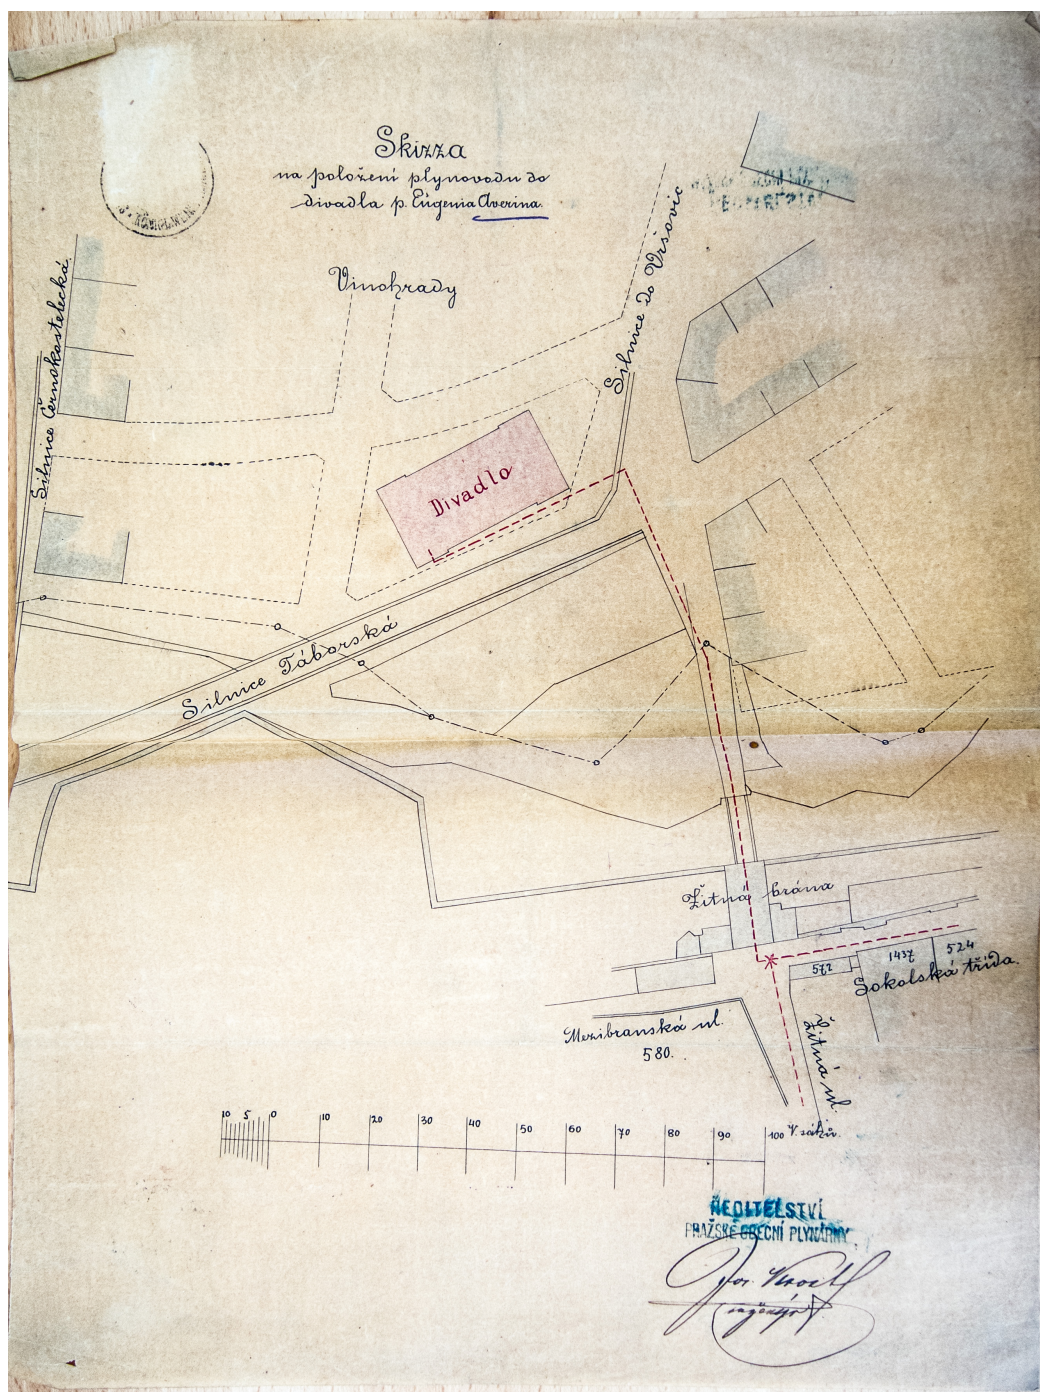 Skizza
na položení plynovodu do
divadla p. Eugenia Averina.
Vinohrady
Silnice do Vršovic
Silnice Černokostelecká.
Divadlo
Silnice Táborská
Žitná brána
572
1437
524
Sokolská třída.
Mezibranská ul.
580.
Žitná ul.
10 5 0 10 20 30 40 50 60 70 80 90 100 V. sáhů.
ŘEDITELSTVÍ
PRAŽSKÉ OBECNÍ PLYNÁRNY